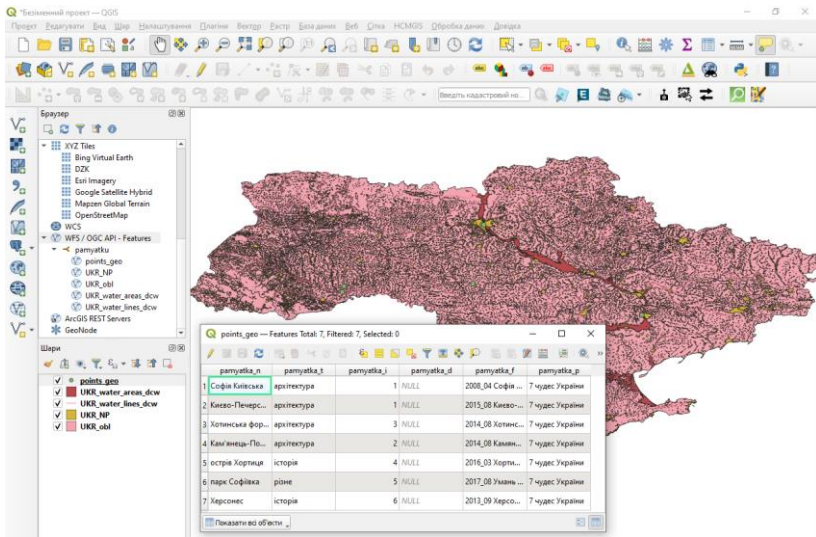 *Безіменний проект — QGIS
Проєкт Редагувати Вид Шар Налаштування Плагіни Вектор Растр База даних Веб Сітка HCMGIS Обробка даних Довідка
Введіть кадастровий но...
Браузер
XYZ Tiles
Bing Virtual Earth
DZK
Esri Imagery
Google Satellite Hybrid
Mapzen Global Terrain
OpenStreetMap
WCS
WFS / OGC API - Features
pamyatku
points_geo
UKR_NP
UKR_obl
UKR_water_areas_dcw
UKR_water_lines_dcw
ArcGIS REST Servers
GeoNode
Шари
points_geo
UKR_water_areas_dcw
UKR_water_lines_dcw
UKR_NP
UKR_obl
points_geo — Features Total: 7, Filtered: 7, Selected: 0
pamyatka_n pamyatka_t pamyatka_i pamyatka_d pamyatka_f pamyatka_p
1 Софія Київська архітектура 1 NULL 2008_04 Софія ... 7 чудес України
2 Києво-Печерс... архітектура 1 NULL 2015_08 Києво-... 7 чудес України
3 Хотинська фор... архітектура 3 NULL 2014_08 Хотинс... 7 чудес України
4 Кам'янець-По... архітектура 2 NULL 2014_08 Камян... 7 чудес України
5 острів Хортиця історія 4 NULL 2016_03 Хорти... 7 чудес України
6 парк Софіївка різне 5 NULL 2017_08 Умань ... 7 чудес України
7 Херсонес історія 6 NULL 2013_09 Херсо... 7 чудес України
Показати всі об'єкти